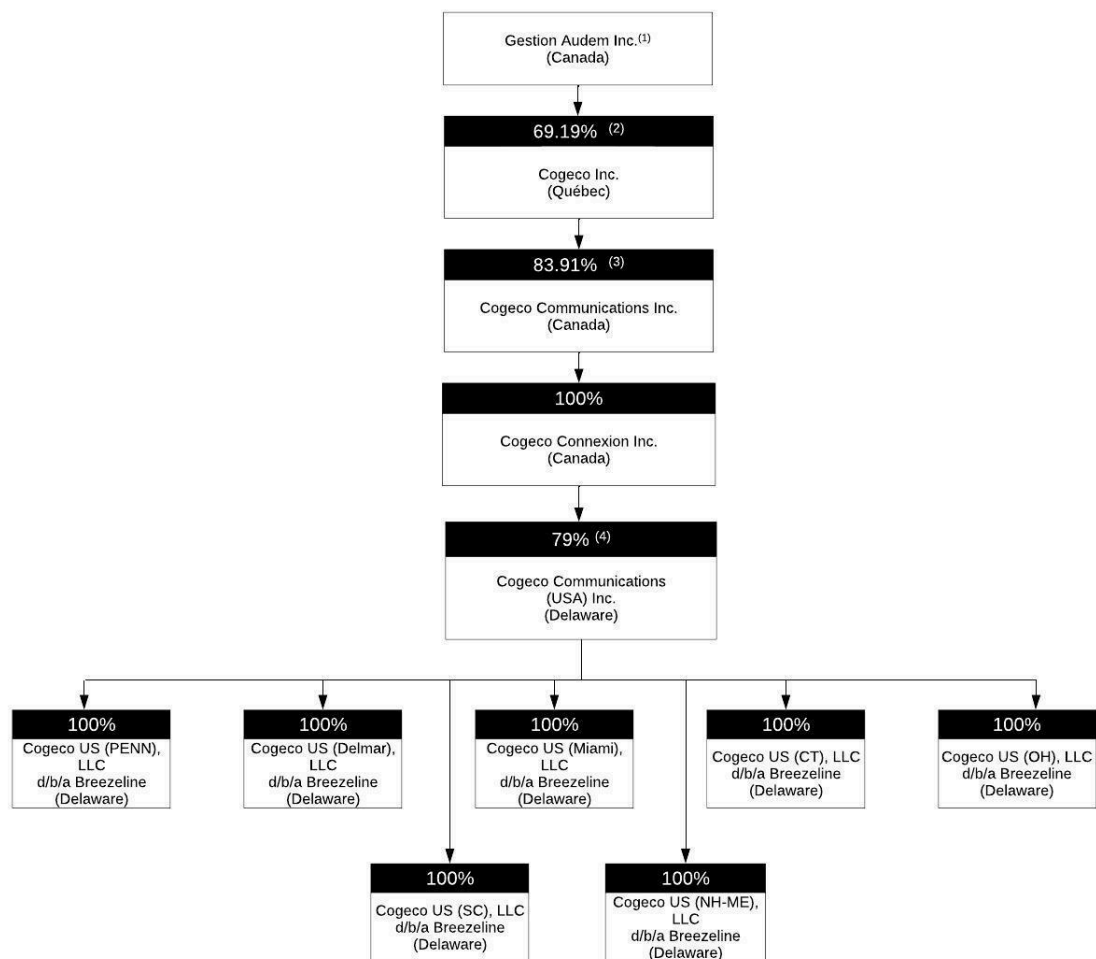 Gestion Audem Inc.(1)
(Canada)
69.19% (2)
Cogeco Inc.
(Québec)
83.91% (3)
Cogeco Communications Inc.
(Canada)
100%
Cogeco Connexion Inc.
(Canada)
79% (4)
Cogeco Communications
(USA) Inc.
(Delaware)
100%
Cogeco US (PENN),
LLC
d/b/a Breezeline
(Delaware)
100%
Cogeco US (Delmar),
LLC
d/b/a Breezeline
(Delaware)
100%
Cogeco US (Miami),
LLC
d/b/a Breezeline
(Delaware)
100%
Cogeco US (CT), LLC
d/b/a Breezeline
(Delaware)
100%
Cogeco US (OH), LLC
d/b/a Breezeline
(Delaware)
100%
Cogeco US (SC), LLC
d/b/a Breezeline
(Delaware)
100%
Cogeco US (NH-ME),
LLC
d/b/a Breezeline
(Delaware)